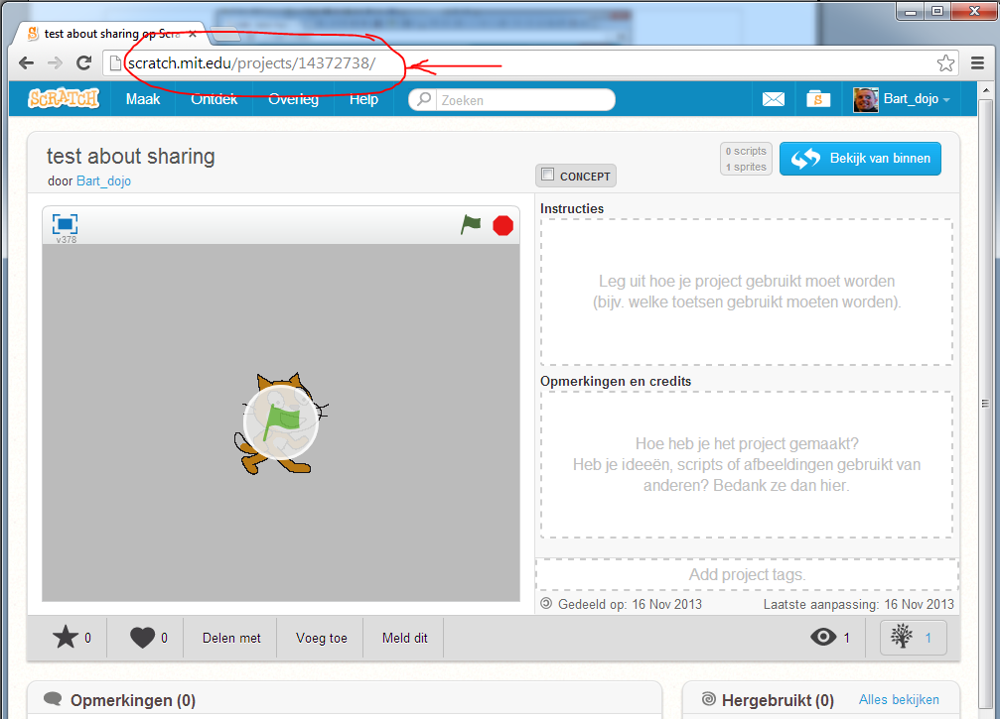 test about sharing op Scra
scratch.mit.edu/projects/14372738/
SCRATCH Maak Ontdek Overleg Help Zoeken S Bart_dojo
test about sharing
door Bart_dojo
CONCEPT
0 scripts
1 sprites
Bekijk van binnen
v378
Instructies
Leg uit hoe je project gebruikt moet worden
(bijv. welke toetsen gebruikt moeten worden).
Opmerkingen en credits
Hoe heb je het project gemaakt?
Heb je ideeën, scripts of afbeeldingen gebruikt van
anderen? Bedank ze dan hier.
Add project tags.
Gedeeld op: 16 Nov 2013 Laatste aanpassing: 16 Nov 2013
0 0 Delen met Voeg toe Meld dit 1 1
Opmerkingen (0)
Hergebruikt (0) Alles bekijken